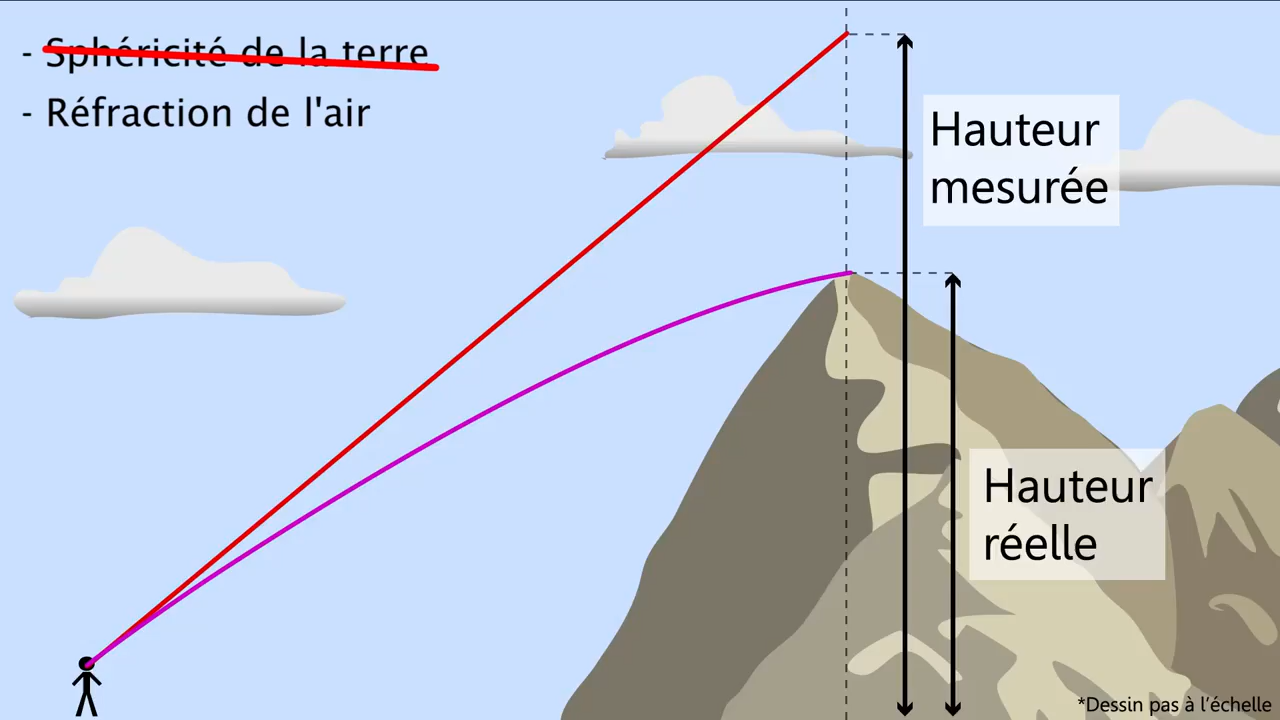 - Sphéricité de la terre
- Réfraction de l'air
Hauteur
mesurée
Hauteur
réelle
*Dessin pas à l’échelle